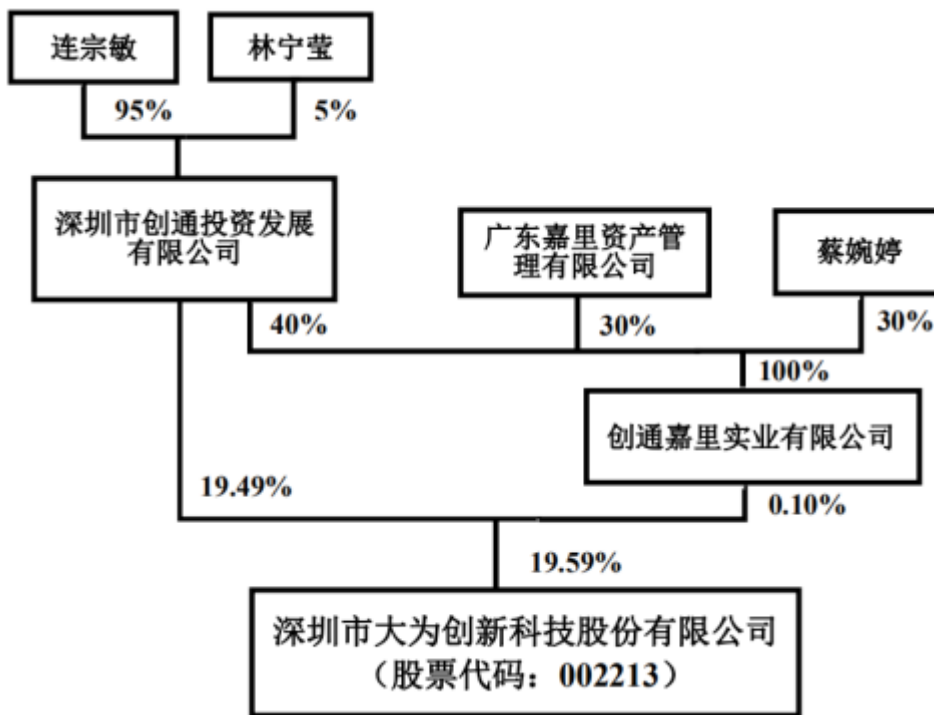 连宗敏
林宁莹
95%
5%
深圳市创通投资发展
有限公司
广东嘉里资产管
理有限公司
蔡婉婷
40%
30%
30%
100%
创通嘉里实业有限公司
19.49%
0.10%
19.59%
深圳市大为创新科技股份有限公司
（股票代码：002213）